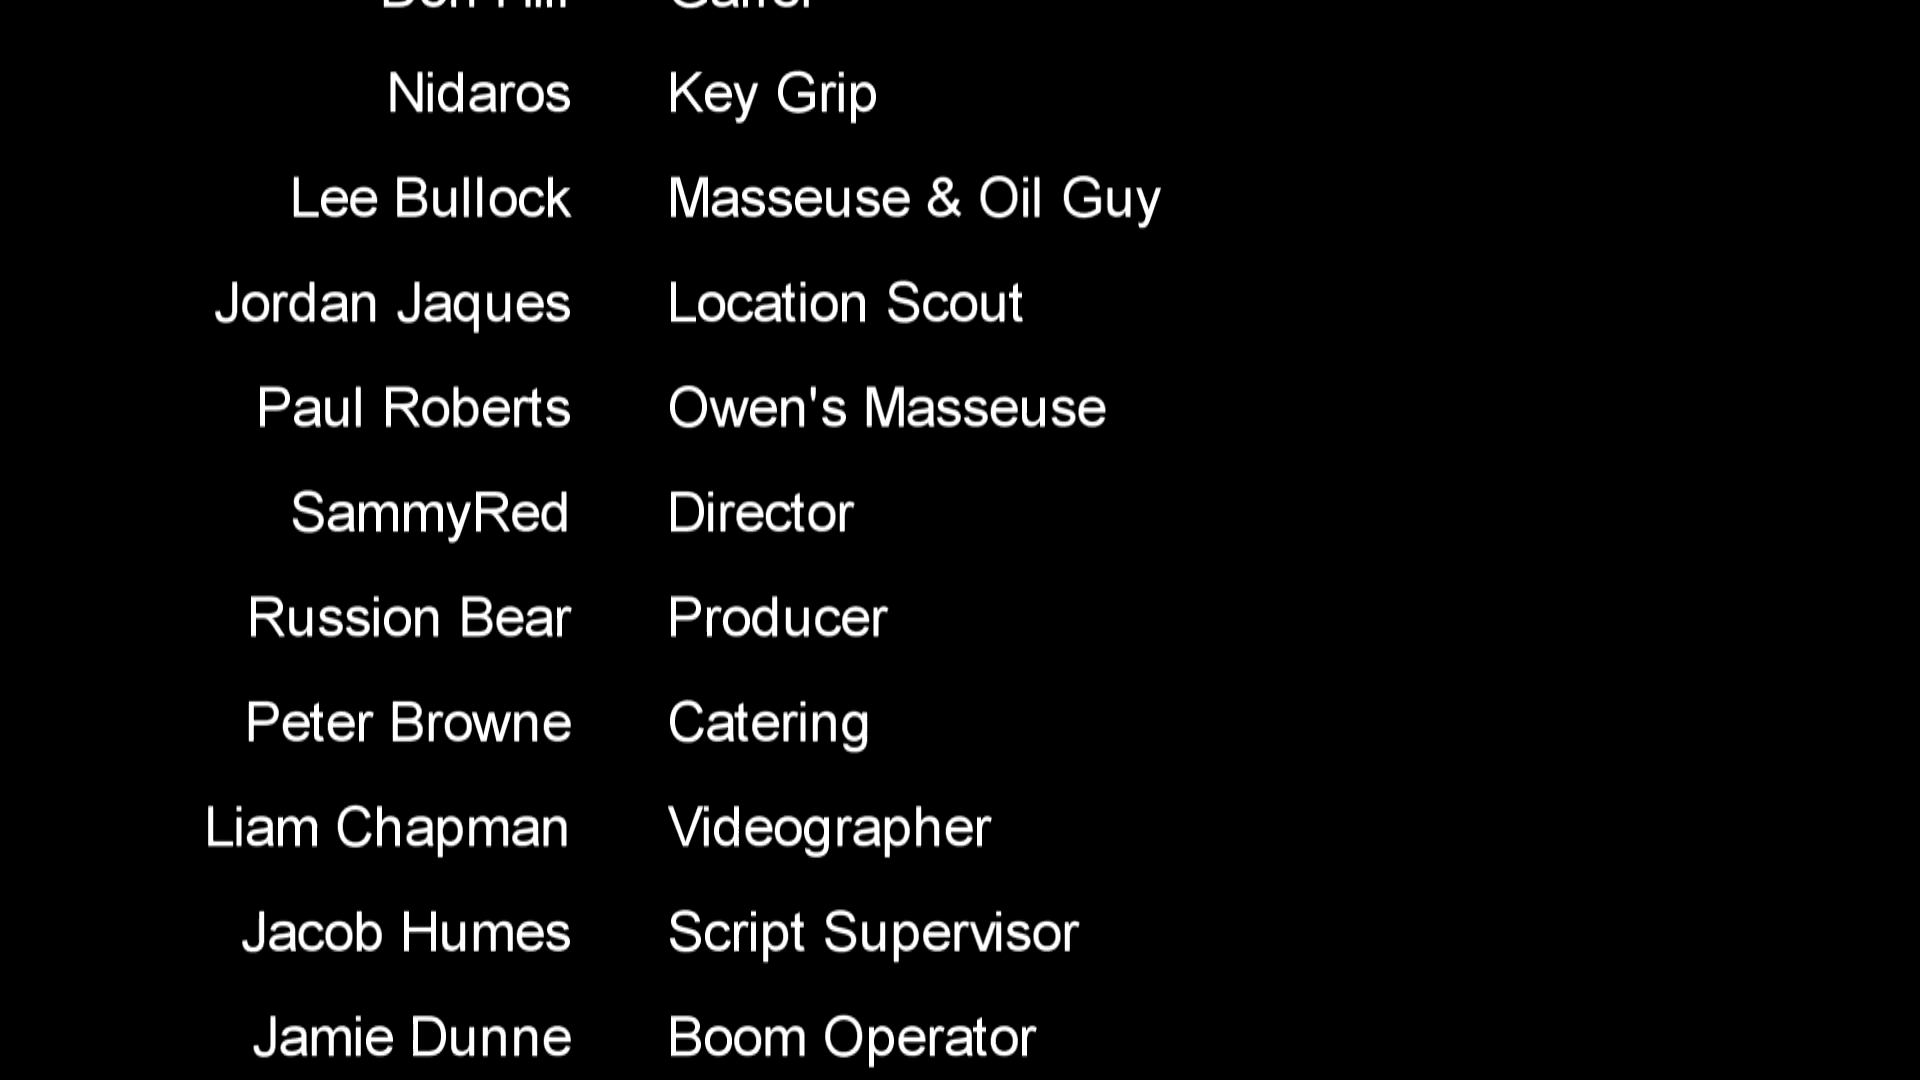 Nidaros Key Grip
Lee Bullock Masseuse & Oil Guy
Jordan Jaques Location Scout
Paul Roberts Owen's Masseuse
SammyRed Director
Russion Bear Producer
Peter Browne Catering
Liam Chapman Videographer
Jacob Humes Script Supervisor
Jamie Dunne Boom Operator